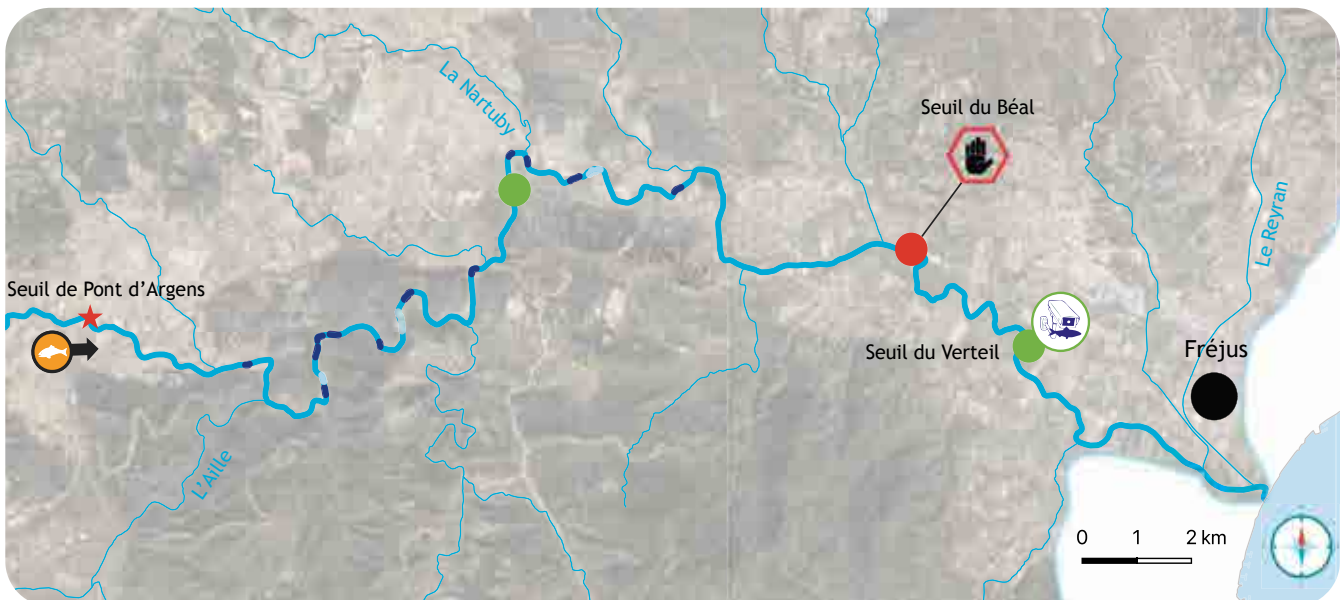 La Nartuby
Seuil du Béal
Le Reyran
Seuil de Pont d'Argens
Seuil du Verteil
Fréjus
L'Aille
0 1 2 km